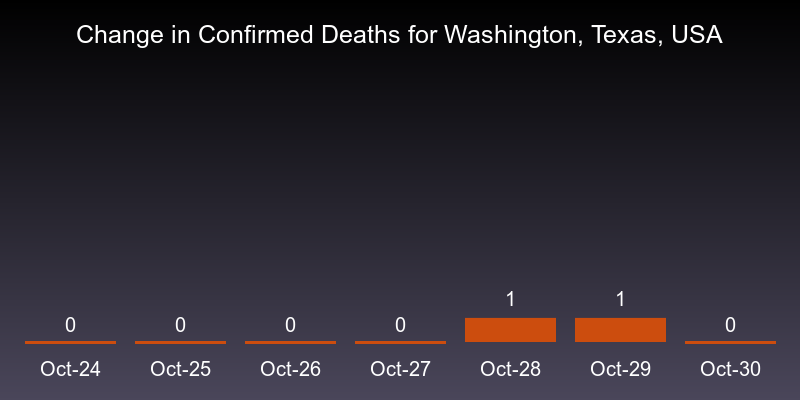 Change in Confirmed Deaths for Washington, Texas, USA
0 0 0 0 1 1 0
Oct-24 Oct-25 Oct-26 Oct-27 Oct-28 Oct-29 Oct-30